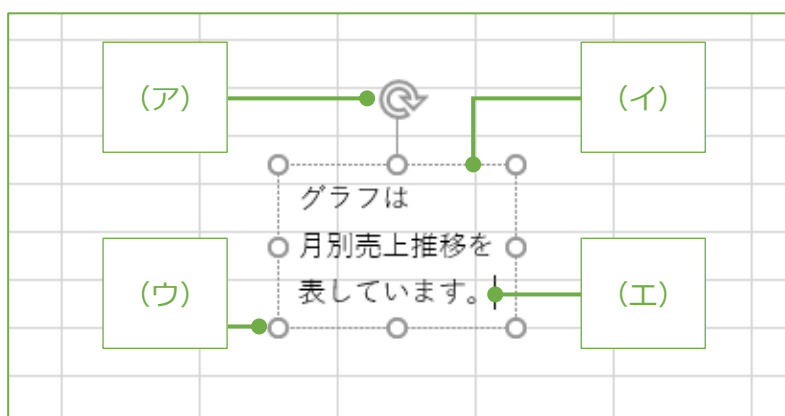 （ア）
（イ）
グラフは
月別売上推移を
表しています。
（ウ）
（エ）